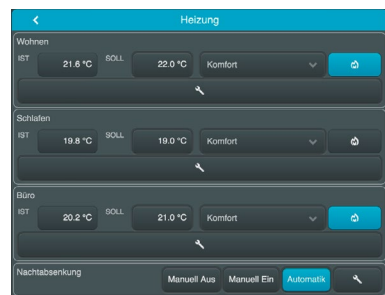 Heizung
Wohnen
IST 21.6 °C SOLL 22.0 °C Komfort
Schlafen
IST 19.8 °C SOLL 19.0 °C Komfort
Büro
IST 20.2 °C SOLL 21.0 °C Komfort
Nachtabsenkung Manuell Aus Manuell Ein Automatik